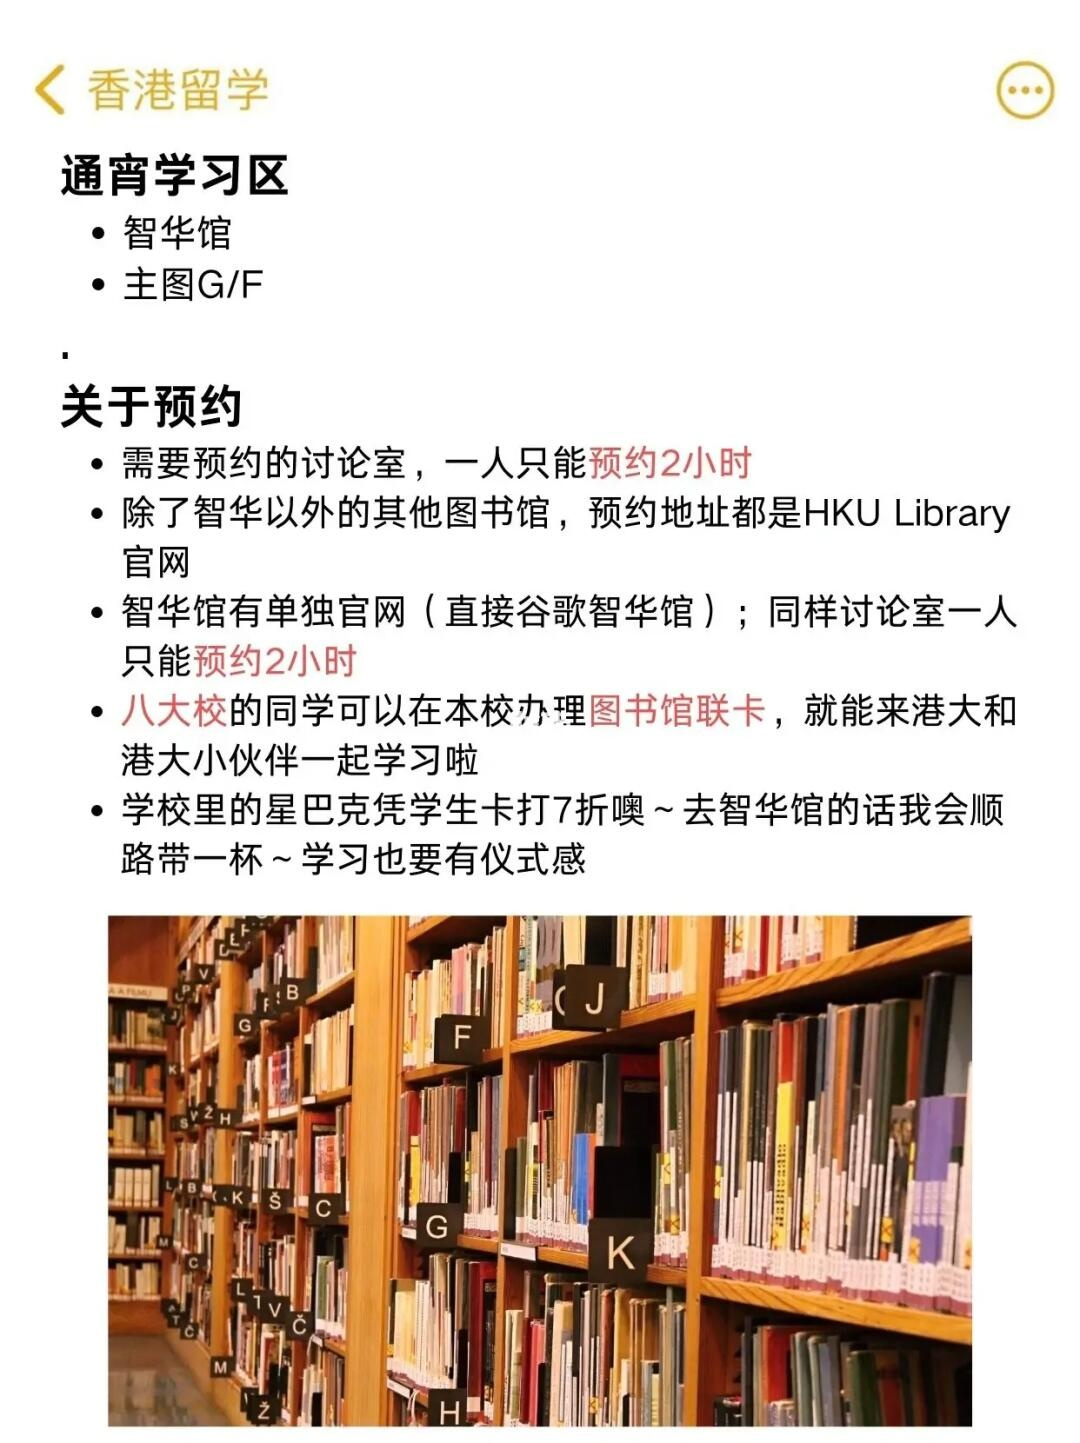 香港留学
通宵学习区
• 智华馆
• 主图G/F
.
关于预约
• 需要预约的讨论室，一人只能预约2小时
• 除了智华以外的其他图书馆，预约地址都是HKU Library
官网
• 智华馆有单独官网（直接谷歌智华馆）；同样讨论室一人
只能预约2小时
• 八大校的同学可以在本校办理图书馆联卡，就能来港大和
港大小伙伴一起学习啦
• 学校里的星巴克凭学生卡打7折噢～去智华馆的话我会顺
路带一杯～学习也要有仪式感
J
F
B
G
Ž H
K Š C
G
K
C
L
T V Č
M
Ž
H